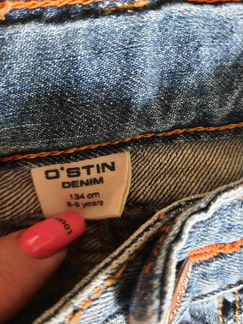 O'STIN
DENIM
134 cm
8-9 years